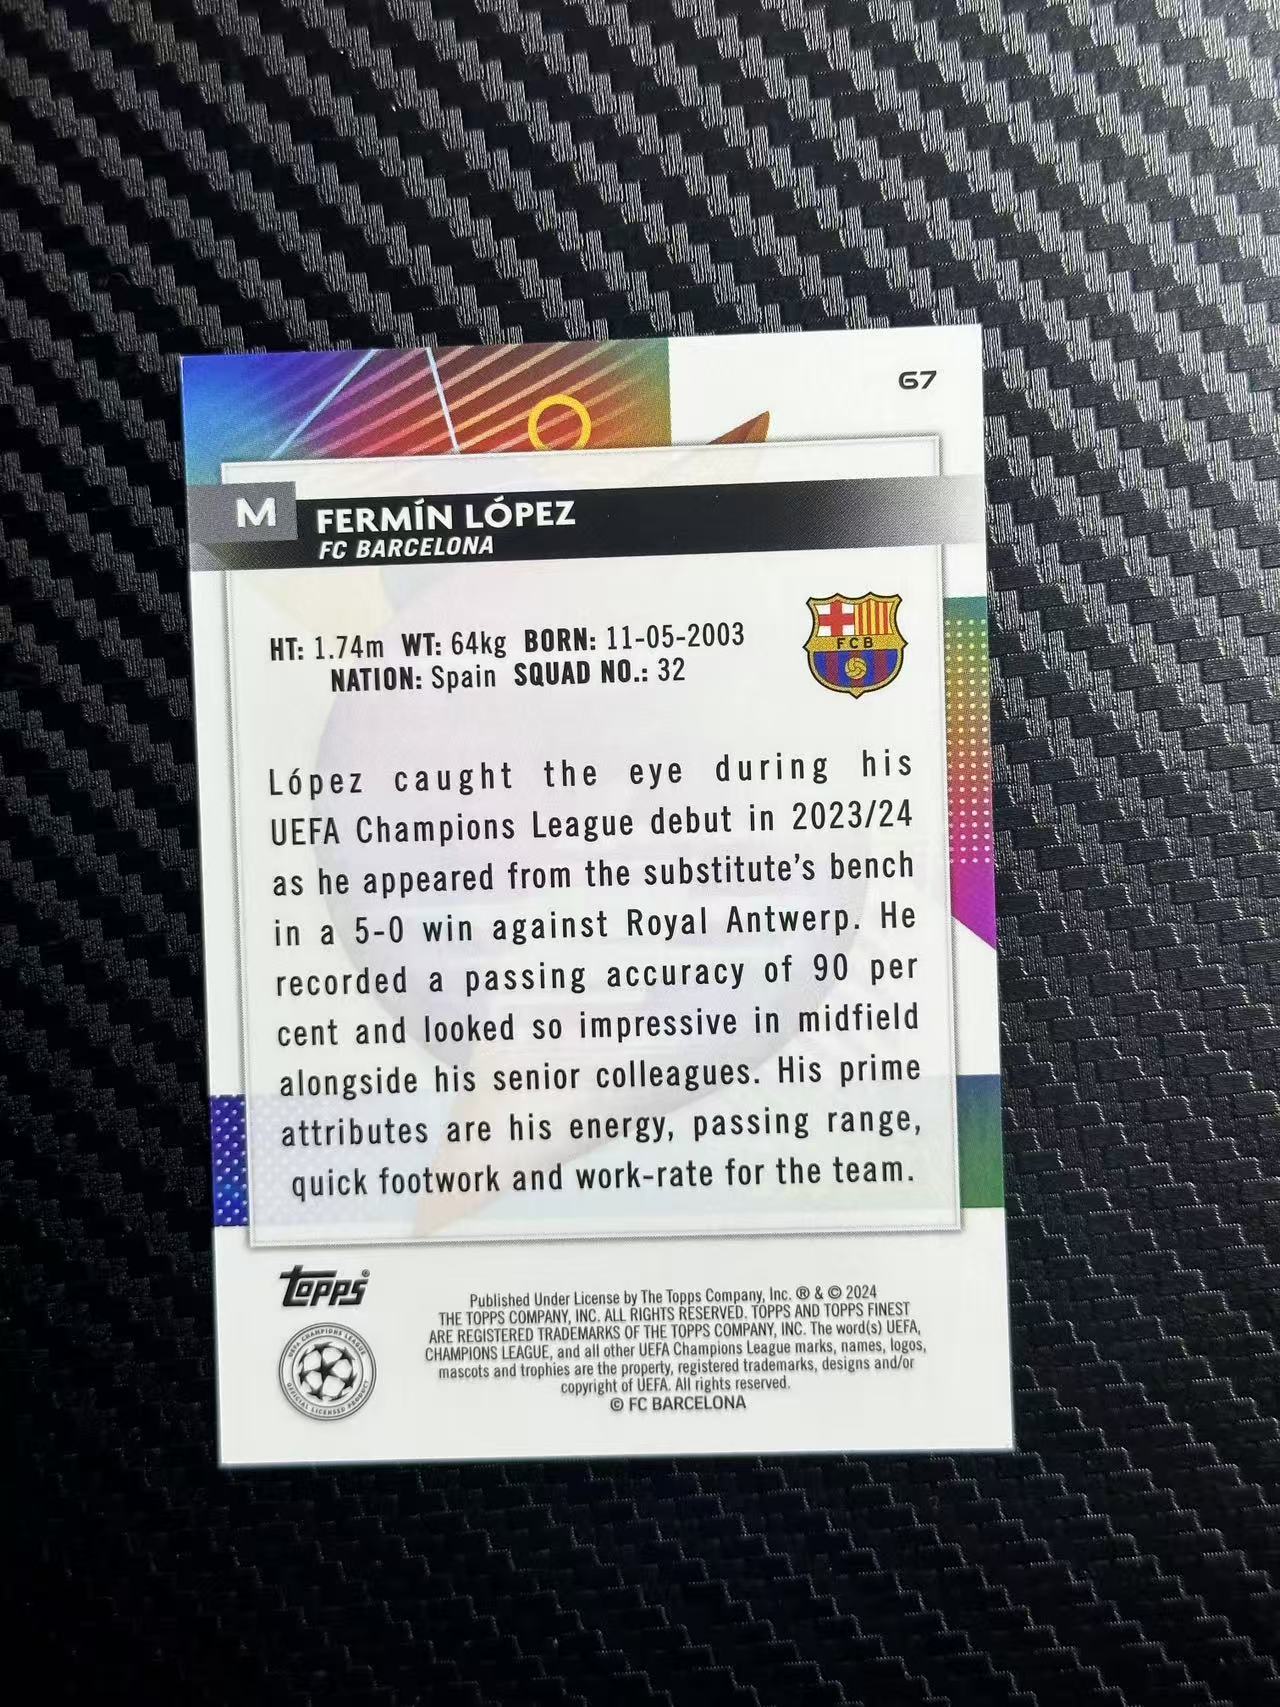 67
M
FERMÍN LÓPEZ
FC BARCELONA
HT: 1.74m WT: 64kg BORN: 11-05-2003
NATION: Spain SQUAD NO.: 32
FCB
López caught the eye during his
UEFA Champions League debut in 2023/24
as he appeared from the substitute's bench
in a 5-0 win against Royal Antwerp. He
recorded a passing accuracy of 90 per
cent and looked so impressive in midfield
alongside his senior colleagues. His prime
attributes are his energy, passing range,
quick footwork and work-rate for the team.
topps®
UEFA CHAMPIONS LEAGUE
OFFICIAL LICENSED PRODUCT
Published Under License by The Topps Company, Inc. ® & © 2024
THE TOPPS COMPANY, INC. ALL RIGHTS RESERVED. TOPPS AND TOPPS FINEST
ARE REGISTERED TRADEMARKS OF THE TOPPS COMPANY, INC. The word(s) UEFA,
CHAMPIONS LEAGUE, and all other UEFA Champions League marks, names, logos,
mascots and trophies are the property, registered trademarks, designs and/or
copyright of UEFA. All rights reserved.
© FC BARCELONA